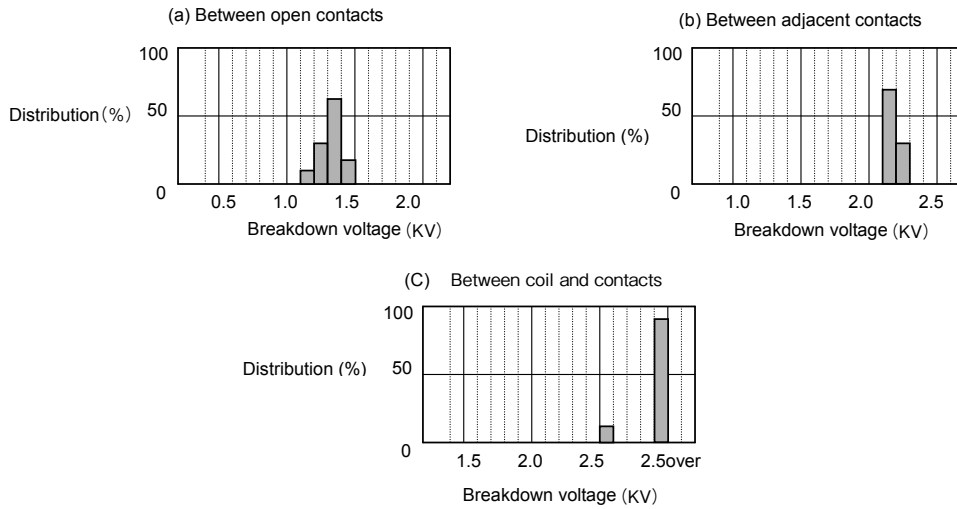 (a) Between open contacts
100
Distribution(%)
50
0
0.5 1.0 1.5 2.0
Breakdown voltage (KV)
(b) Between adjacent contacts
100
Distribution (%)
50
0
1.0 1.5 2.0 2.5
Breakdown voltage (KV)
(C) Between coil and contacts
100
Distribution (%)
50
0
1.5 2.0 2.5 2.5over
Breakdown voltage (KV)